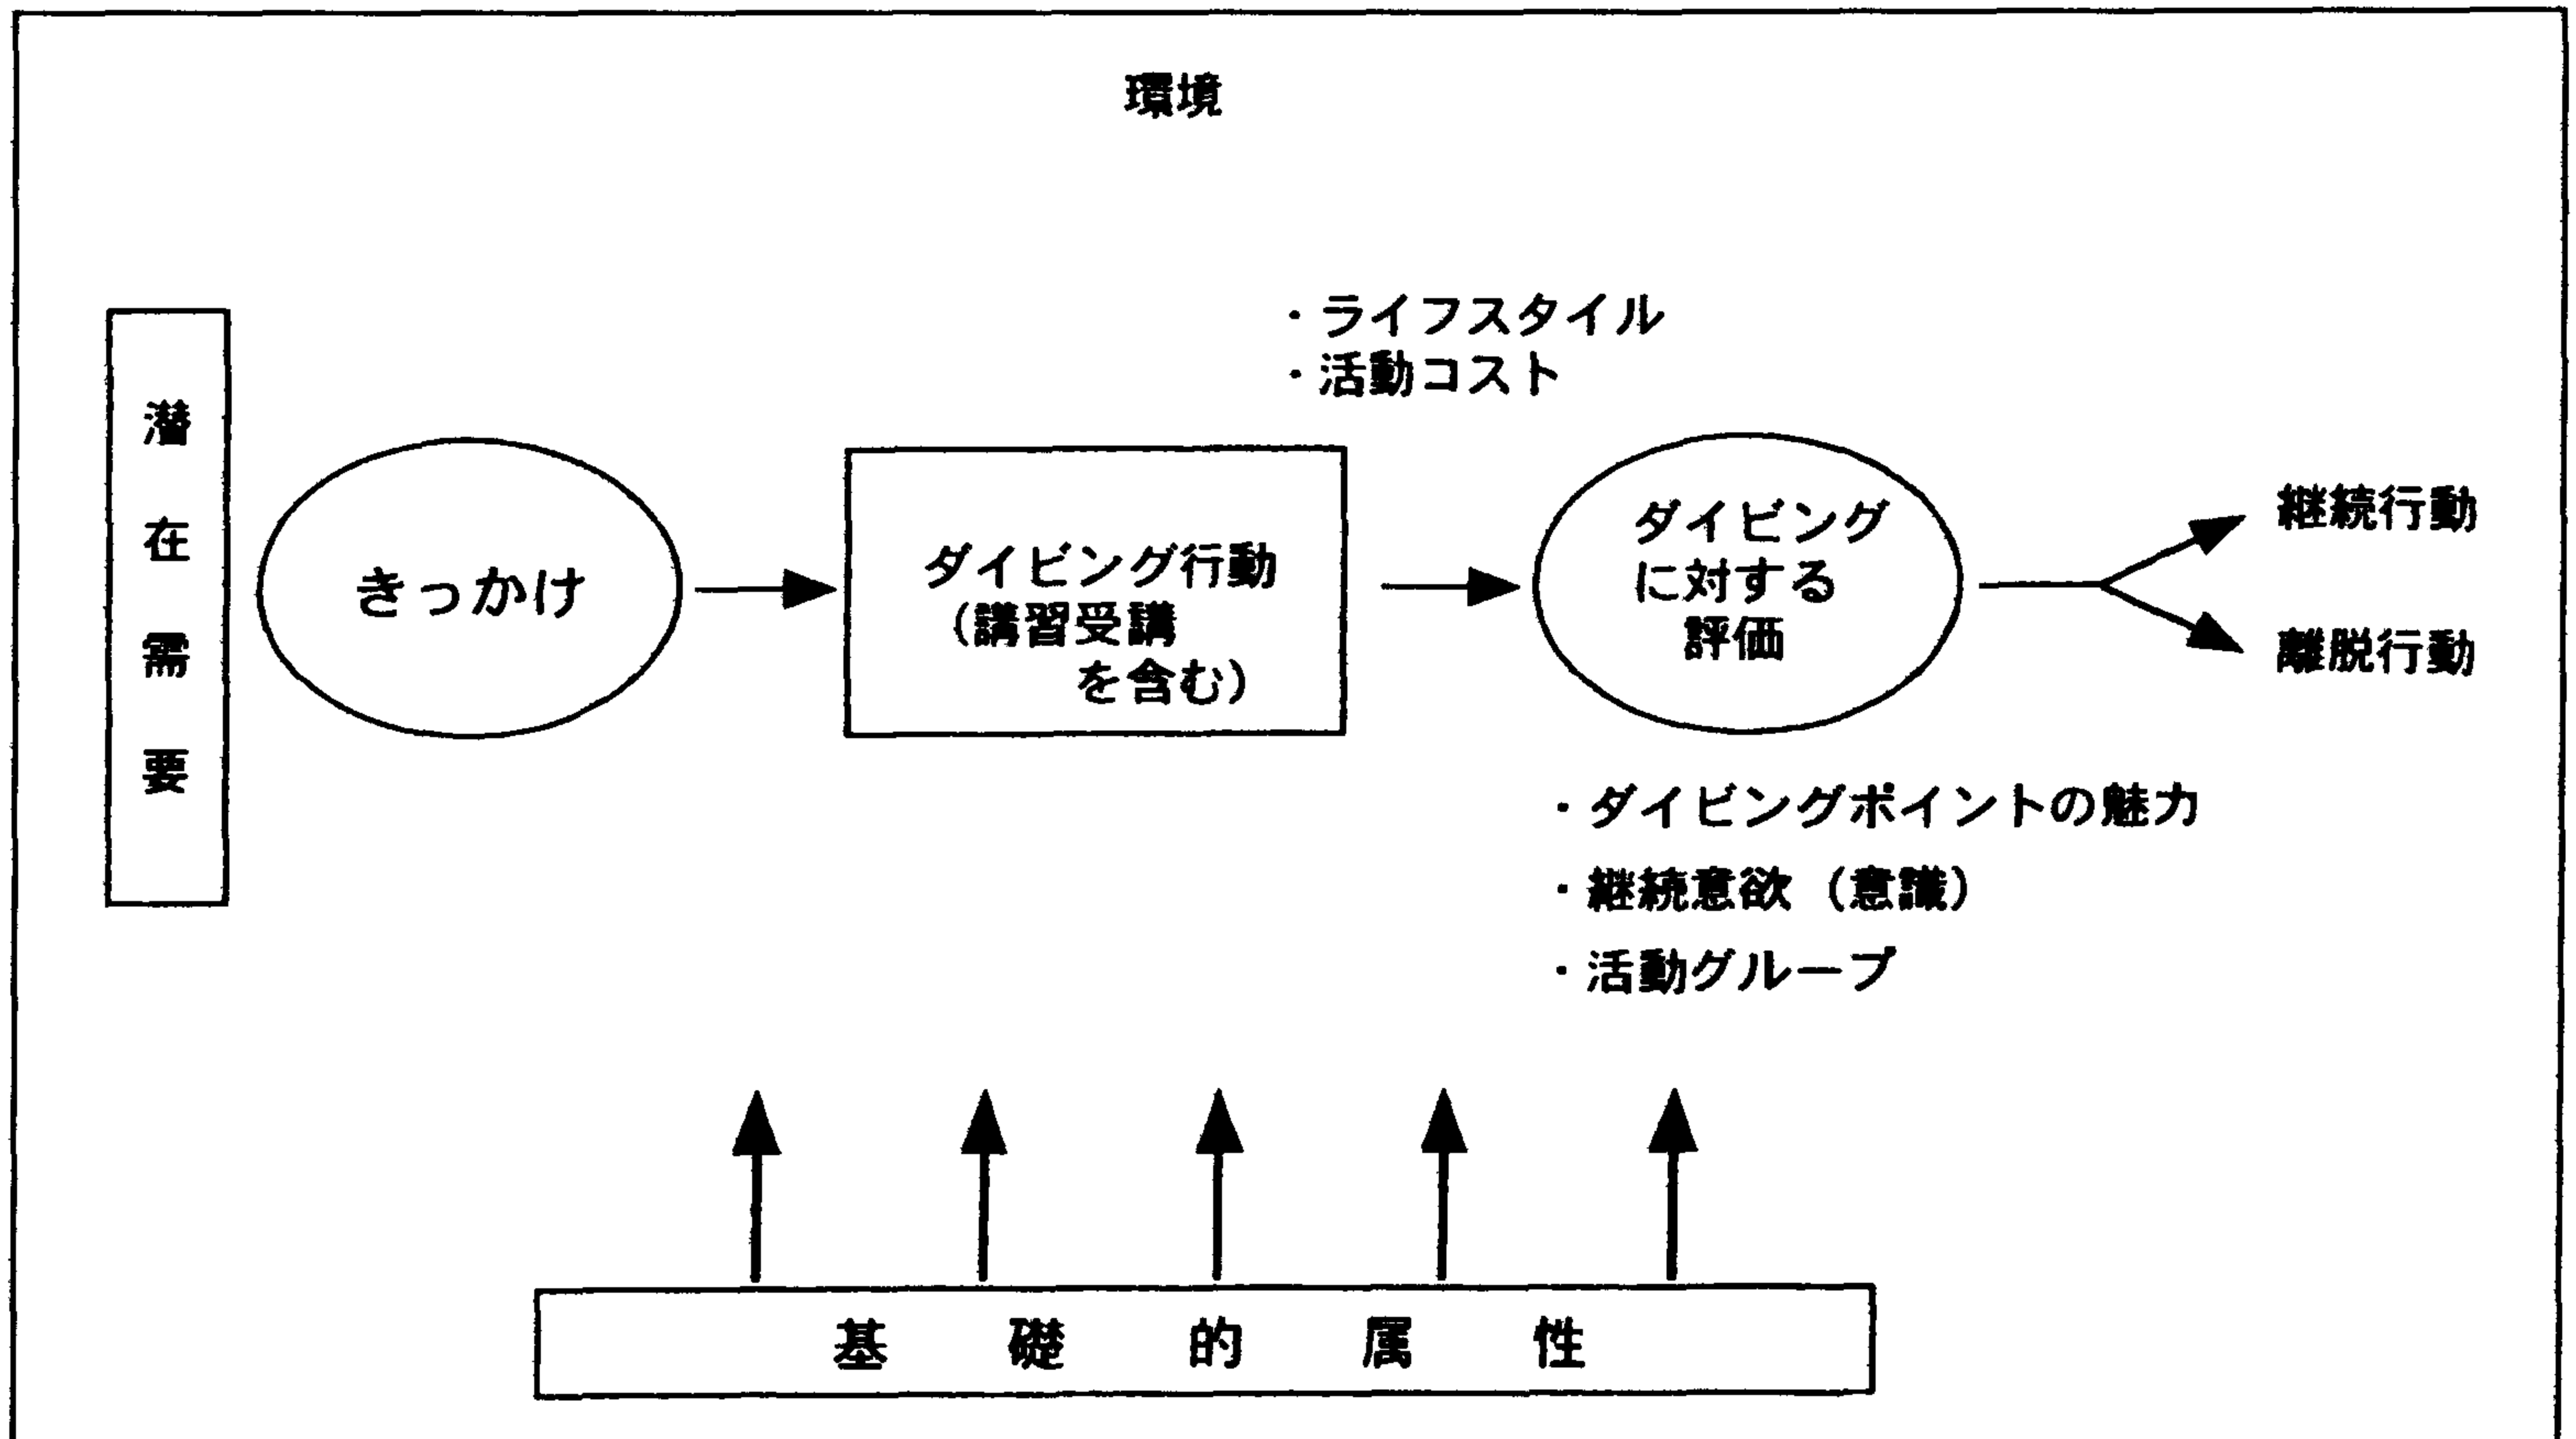 環境
・ライフスタイル
・活動コスト
潜在需要
きっかけ
ダイビング行動
（講習受講
を含む）
ダイビング
に対する
評価
継続行動
離脱行動
・ダイビングポイントの魅力
・継続意欲（意識）
・活動グループ
基礎的属性